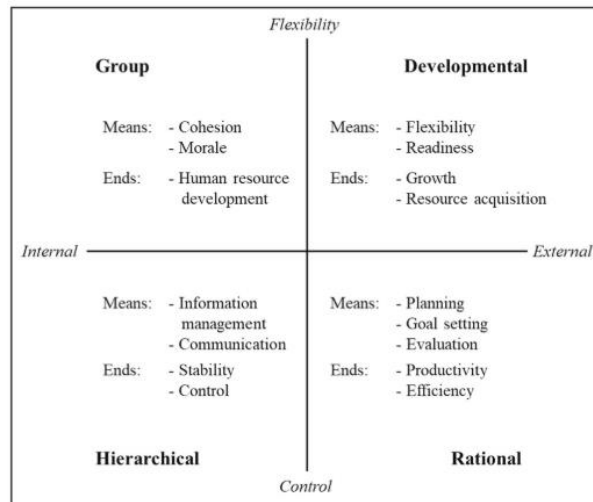 Flexibility
Group
Developmental
Means: - Cohesion
- Morale
Ends: - Human resource
development
Means: - Flexibility
- Readiness
Ends: - Growth
- Resource acquisition
Internal
External
Means: - Information
management
- Communication
Ends: - Stability
- Control
Means: - Planning
- Goal setting
- Evaluation
Ends: - Productivity
- Efficiency
Hierarchical
Rational
Control